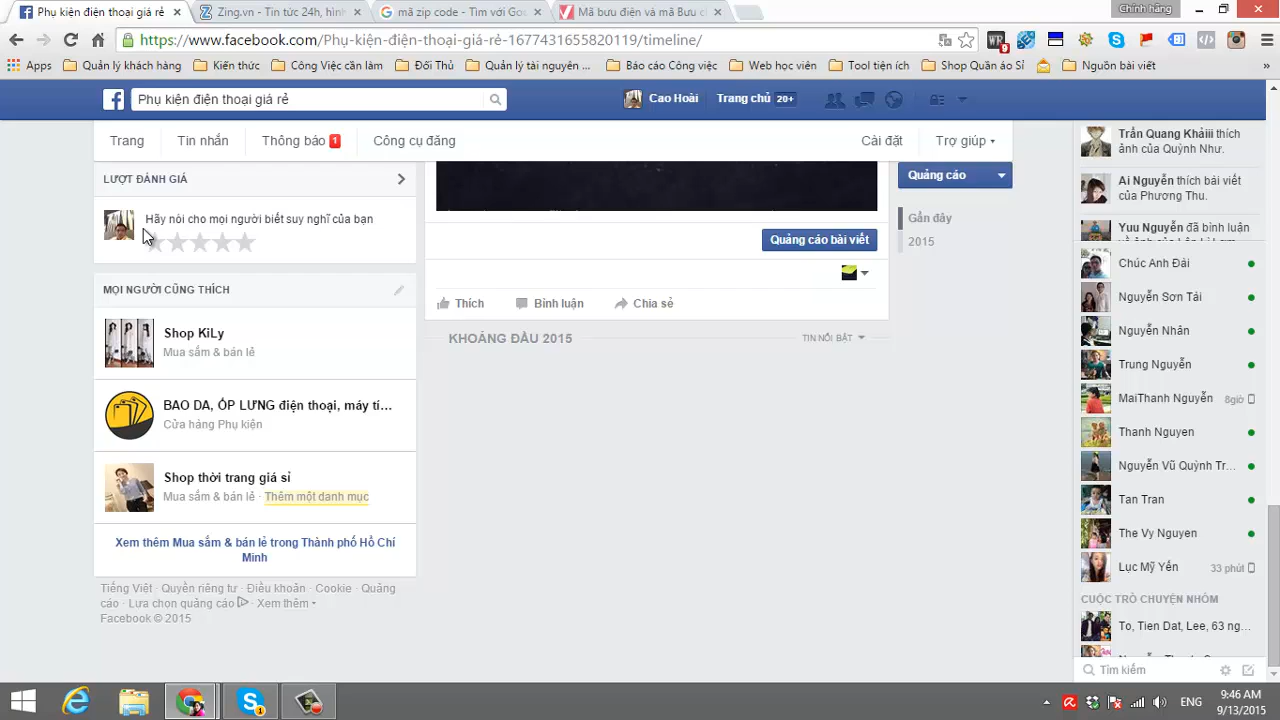 Phụ kiện điện thoại giá rẻ
Zing.vn - Tin tức 24h, hình
mã zip code - Tìm với Goo
Mã bưu điện và mã Bưu c
Chính hãng
https://www.facebook.com/Phụ-kiện-điện-thoại-giá-rẻ-1677431655820119/timeline/
WR 9
Apps
Quản lý khách hàng
Kiến thức
Công Việc cần làm
Đối Thủ
Quản lý tài nguyên ...
Báo cáo Công việc
Web học viên
Tool tiện ích
Shop Quần áo Sỉ
Nguồn bài viết
»
Phụ kiện điện thoại giá rẻ
Cao Hoài
Trang chủ 20+
Trang
Tin nhắn
Thông báo 1
Công cụ đăng
Cài đặt
Trợ giúp
LƯỢT ĐÁNH GIÁ
Hãy nói cho mọi người biết suy nghĩ của bạn
MỌI NGƯỜI CŨNG THÍCH
Shop KiLy
Mua sắm & bán lẻ
BAO DA, ỐP LƯNG điện thoại, máy tí...
Cửa hàng Phụ kiện
Shop thời trang giá sỉ
Mua sắm & bán lẻ · Thêm một danh mục
Xem thêm Mua sắm & bán lẻ trong Thành phố Hồ Chí
Minh
Tiếng Việt · Quyền riêng tư · Điều khoản · Cookie · Quảng
cáo · Lựa chọn quảng cáo · Xem thêm
Facebook © 2015
Quảng cáo bài viết
Thích
Bình luận
Chia sẻ
KHOẢNG ĐẦU 2015
TIN NỔI BẬT
Quảng cáo
Gần đây
2015
Trần Quang Khảiii thích
ảnh của Quỳnh Như.
Ai Nguyễn thích bài viết
của Phương Thu.
Yuu Nguyễn đã bình luận
Chúc Anh Đài
Nguyễn Sơn Tài
Nguyễn Nhân
Trung Nguyễn
MaiThanh Nguyễn 8giờ
Thanh Nguyen
Nguyễn Vũ Quỳnh Tr...
Tan Tran
The Vy Nguyen
Lục Mỹ Yến 33 phút
CUỘC TRÒ CHUYỆN NHÓM
To, Tien Dat, Lee, 63 ng...
Tìm kiếm
ENG
9:46 AM
9/13/2015